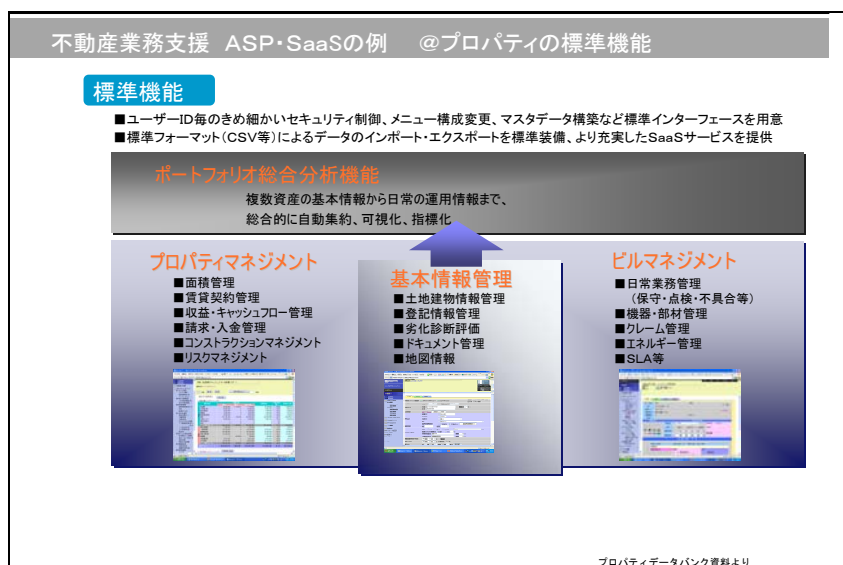 不動産業務支援 ASP・SaaSの例 @プロパティの標準機能
標準機能
■ユーザーID毎のきめ細かいセキュリティ制御、メニュー構成変更、マスタデータ構築など標準インターフェースを用意
■標準フォーマット(CSV等)によるデータのインポート・エクスポートを標準装備、より充実したSaaSサービスを提供
ポートフォリオ総合分析機能
複数資産の基本情報から日常の運用情報まで、
総合的に自動集約、可視化、指標化
プロパティマネジメント
■面積管理
■賃貸契約管理
■収益・キャッシュフロー管理
■請求・入金管理
■コンストラクションマネジメント
■リスクマネジメント
基本情報管理
■土地建物情報管理
■登記情報管理
■劣化診断評価
■ドキュメント管理
■地図情報
ビルマネジメント
■日常業務管理
(保守・点検・不具合等)
■機器・部材管理
■クレーム管理
■エネルギー管理
■SLA等
プロパティデータバンク資料より